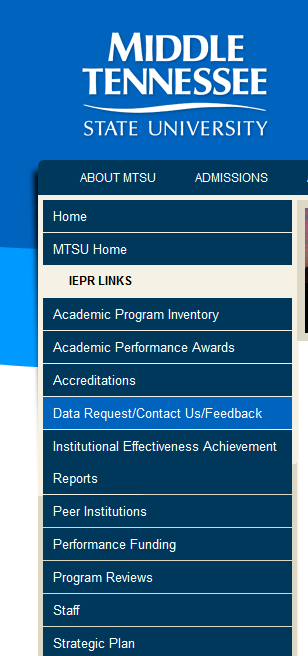 MIDDLE
TENNESSEE
STATE UNIVERSITY
ABOUT MTSU ADMISSIONS
Home
MTSU Home
IEPR LINKS
Academic Program Inventory
Academic Performance Awards
Accreditations
Data Request/Contact Us/Feedback
Institutional Effectiveness Achievement
Reports
Peer Institutions
Performance Funding
Program Reviews
Staff
Strategic Plan